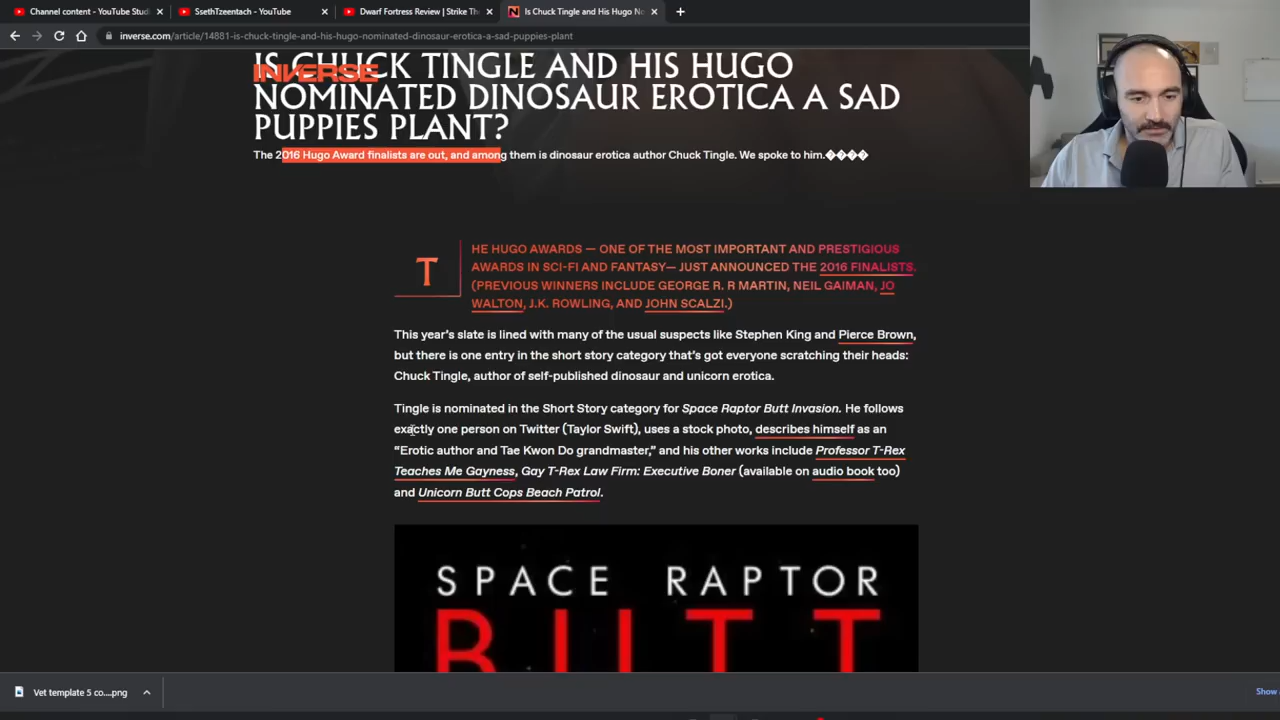 Channel content - YouTube Stud
SsethTzeentach - YouTube
Dwarf Fortress Review | Strike The
Is Chuck Tingle and His Hugo No
inverse.com/article/14881-is-chuck-tingle-and-his-hugo-nominated-dinosaur-erotica-a-sad-puppies-plant
INVERSE
IS CHUCK TINGLE AND HIS HUGO
NOMINATED DINOSAUR EROTICA A SAD
PUPPIES PLANT?
The 2016 Hugo Award finalists are out, and among them is dinosaur erotica author Chuck Tingle. We spoke to him.����
THE HUGO AWARDS — ONE OF THE MOST IMPORTANT AND PRESTIGIOUS
AWARDS IN SCI-FI AND FANTASY— JUST ANNOUNCED THE 2016 FINALISTS.
(PREVIOUS WINNERS INCLUDE GEORGE R. R MARTIN, NEIL GAIMAN, JO
WALTON, J.K. ROWLING, AND JOHN SCALZI.)
This year's slate is lined with many of the usual suspects like Stephen King and Pierce Brown,
but there is one entry in the short story category that's got everyone scratching their heads:
Chuck Tingle, author of self-published dinosaur and unicorn erotica.
Tingle is nominated in the Short Story category for Space Raptor Butt Invasion. He follows
exactly one person on Twitter (Taylor Swift), uses a stock photo, describes himself as an
“Erotic author and Tae Kwon Do grandmaster,” and his other works include Professor T-Rex
Teaches Me Gayness, Gay T-Rex Law Firm: Executive Boner (available on audio book too)
and Unicorn Butt Cops Beach Patrol.
SPACE RAPTOR
BUTT
Vet template 5 co....png
Show a